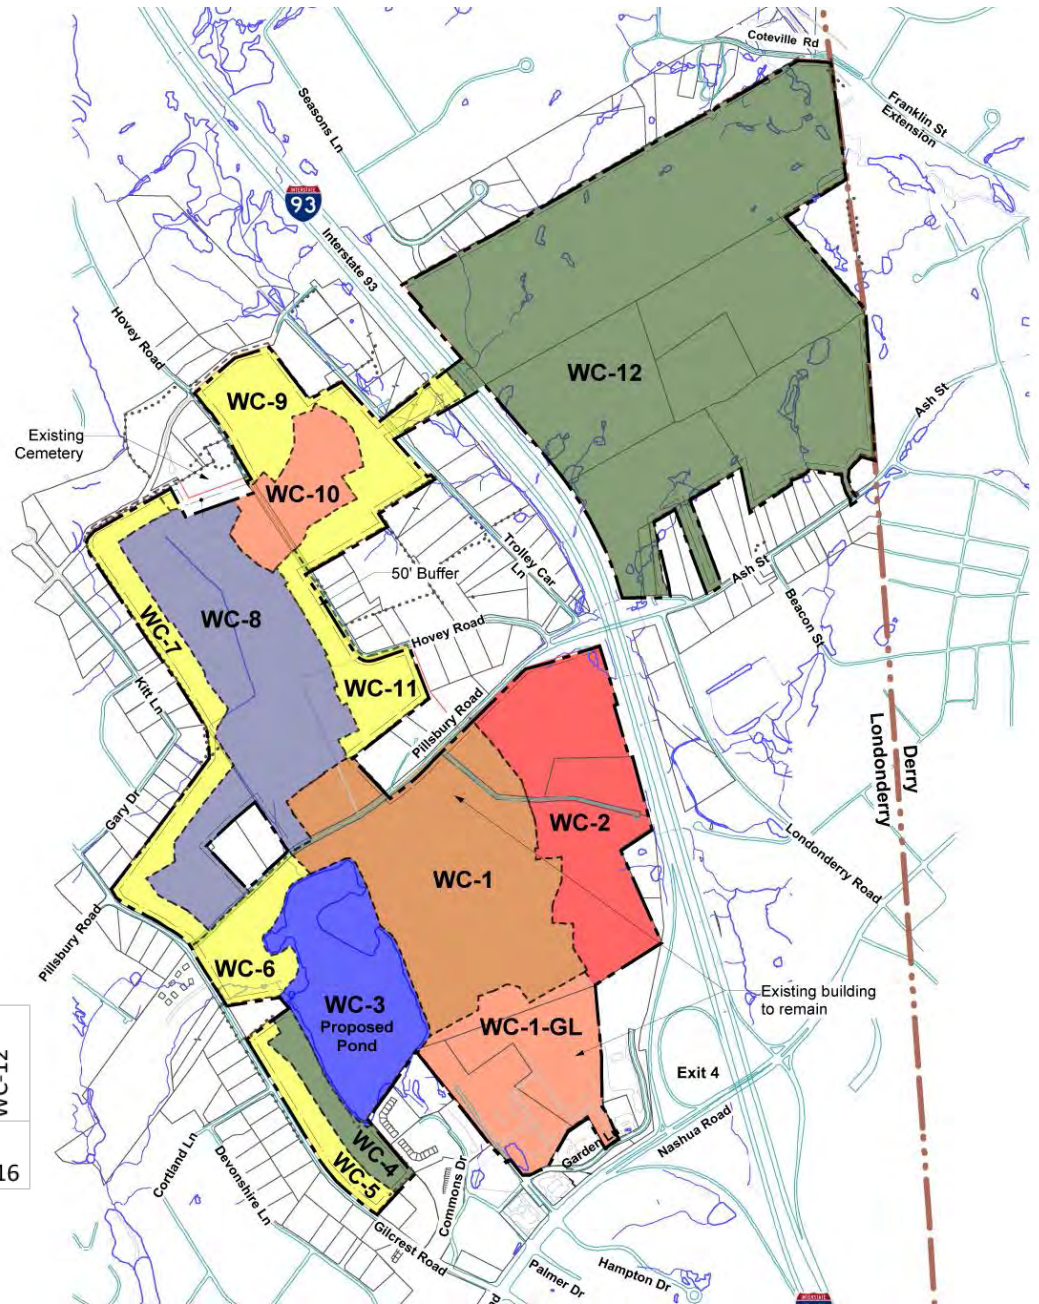 Coteville Rd
Franklin St
Extension
Seasons Ln
INTERSTATE
93
Interstate 93
Hovey Road
WC-12
WC-9
Ash St
Existing
Cemetery
WC-10
Trolley Car
Ln
50' Buffer
Ash St
Beacon St
WC-8
WC-7
Hovey Road
WC-11
Kitt Ln
Pillsbury Road
Derry
Londonderry
Gary Dr
WC-2
Londonderry Road
WC-1
Pillsbury Road
WC-6
WC-3
Proposed
Pond
Existing building
to remain
WC-1-GL
WC-12
Exit 4
Nashua Road
Garden Ln
WC-4
WC-5
16
Cortland Ln
Devonshire Ln
Commons Dr
Gilcrest Road
Palmer Dr
Hampton Dr